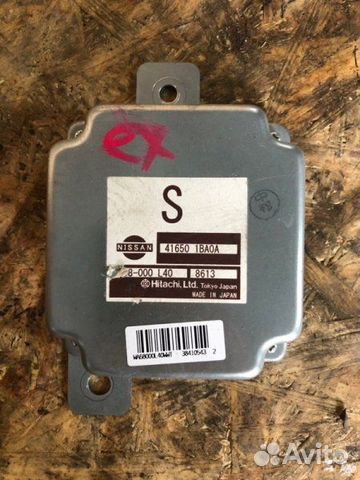 ex
S
NISSAN
41650 1BA0A
8-000 L40
8613
Hitachi, Ltd. Tokyo Japan
MADE IN JAPAN
38410543 2
Avito